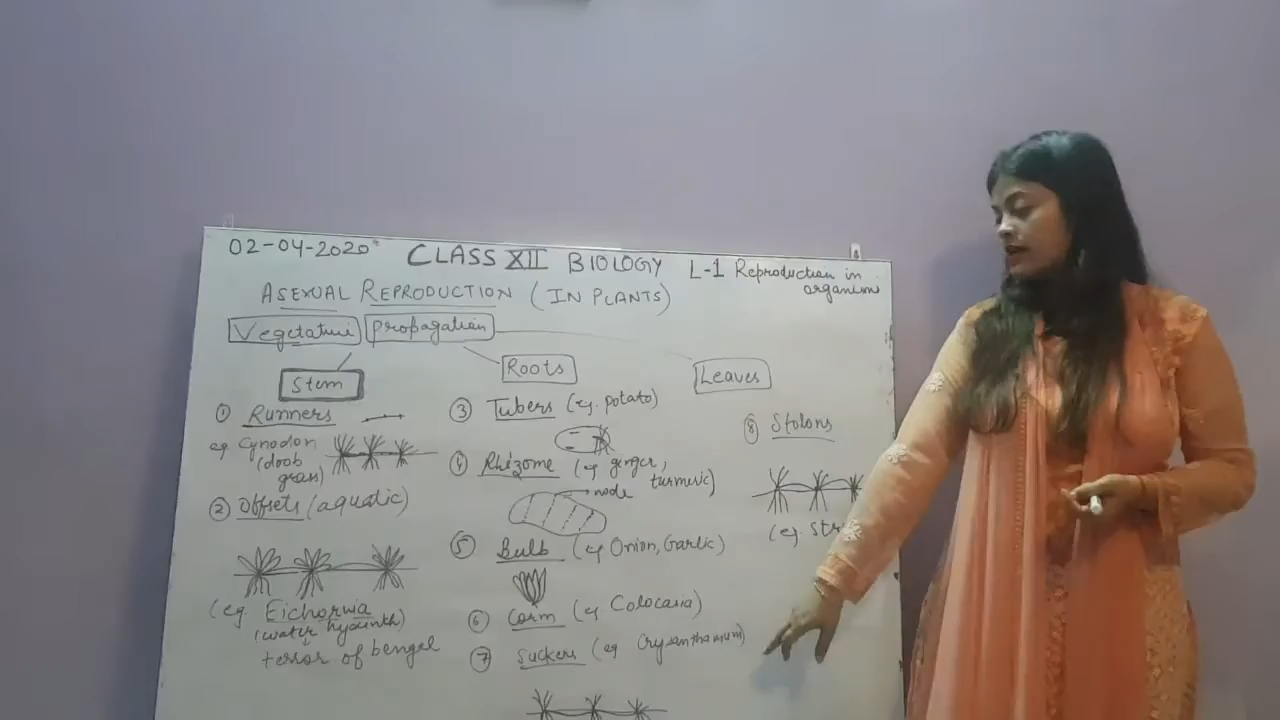 02-04-2020
CLASS XII BIOLOGY
L-1 Reproduction in
organism
ASEXUAL REPRODUCTION (IN PLANTS)
Vegetative propagation
Stem
Roots
Leaves
① Runners
eg Cynodon
(doob
grass)
② Offsets (aquatic)
(eg. Eichornia
(water hycinth)
terror of bengal
③ Tubers (eg. potato)
④ Rhizome (eg ginger,
turmeric)
node
⑤ Bulb (eg Onion, Garlic)
⑥ Corm (eg Colocasia)
⑦ Suckers (eg Crysanthamum)
⑧ Stolons
(eg.